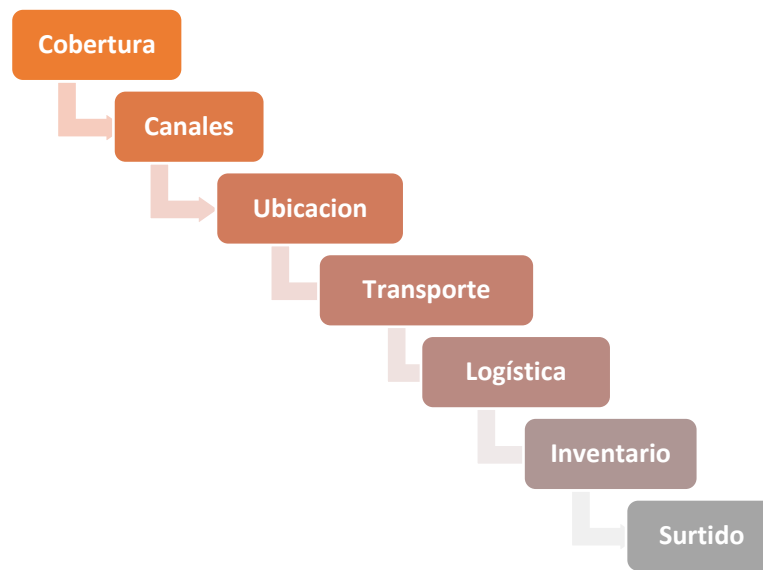 Cobertura
Canales
Ubicacion
Transporte
Logística
Inventario
Surtido